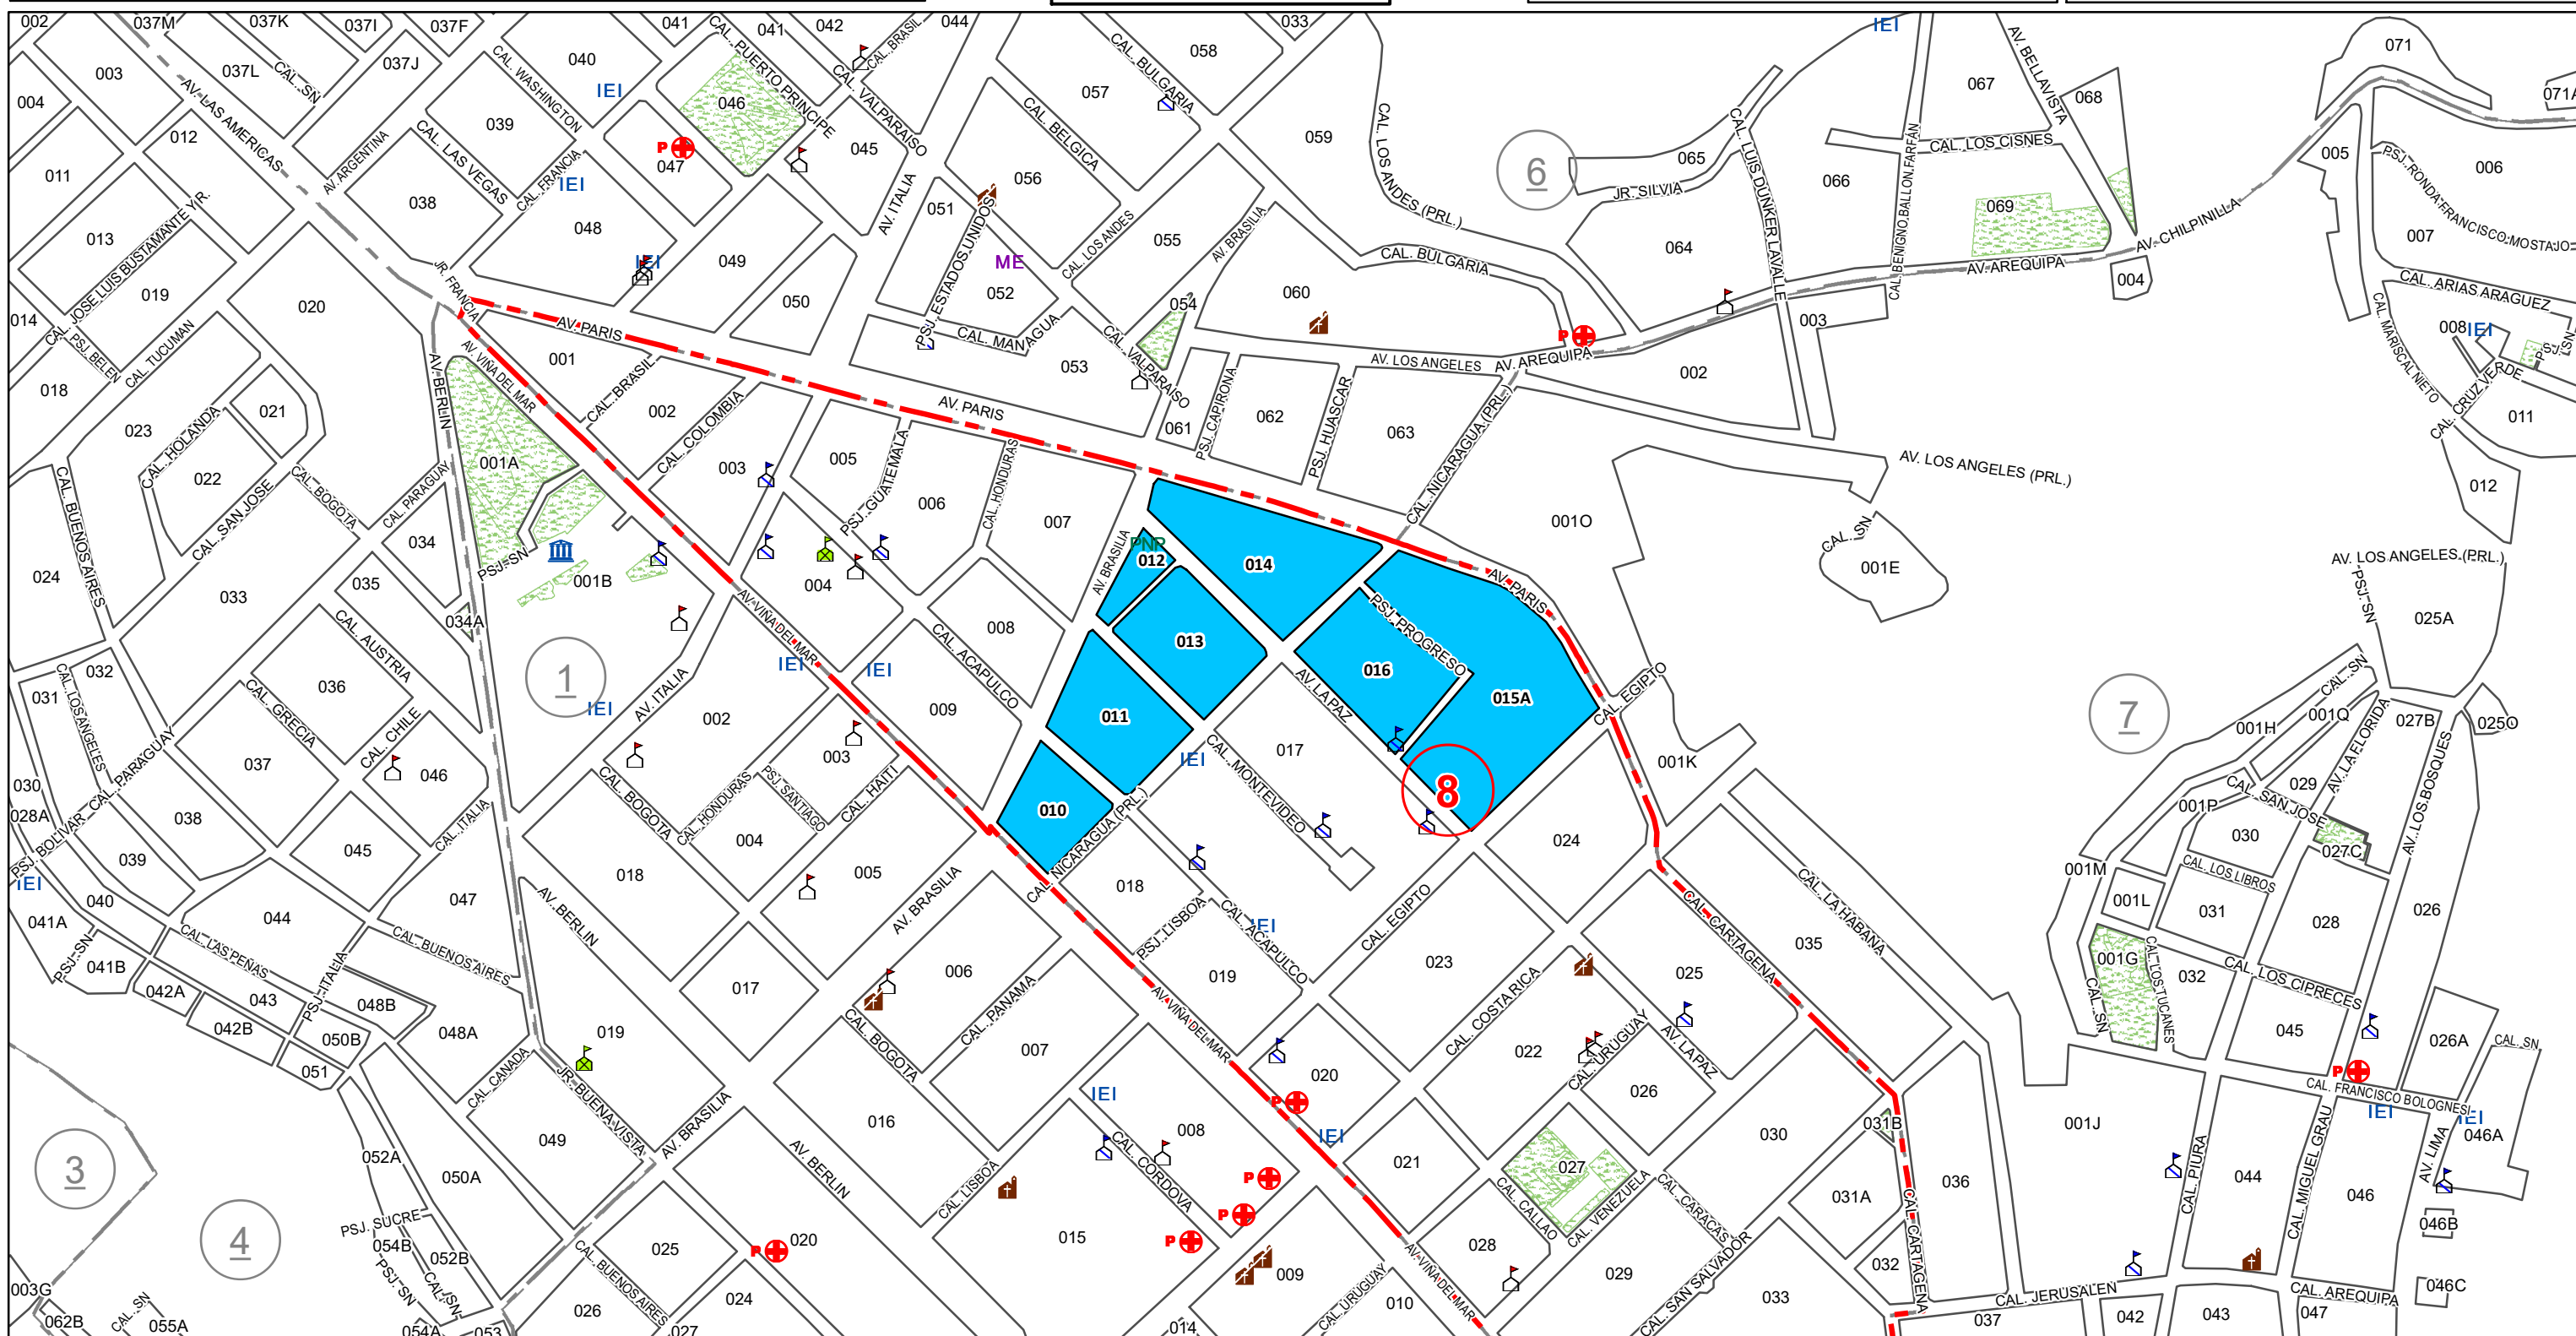 002
037M
037K
037I
037F
041
041
042
044
033
IEI
003
037L
CAL. SN
037J
CAL. WASHINGTON
040
IEI
CAL. PUERTO PRINCIPE
046
CAL. VALPARAISO
CAL. BRASIL
CAL. BULGARIA
058
057
AV. BELLAVISTA
067
068
071
071A
004
AV. LAS AMERICAS
012
039
CAL. LAS VEGAS
AV. ARGENTINA
P
047
045
CAL. BELGICA
059
CAL. LOS ANDES (PRL.)
6
065
CAL. LUIS DUNKER LAVALLE
CAL. LOS CISNES
005
PSJ. RONDA FRANCISCO MOSTAJO
006
011
038
CAL. FRANCIA
IEI
048
AV. ITALIA
051
PSJ. ESTADOS UNIDOS
056
CAL. LOS ANDES
055
AV. BRASILIA
JR. SILVIA
064
066
CAL. BENIGNO BALLON FARFÁN
069
AV. CHILPINILLA
007
013
CAL. JOSE LUIS BUSTAMANTE Y R.
019
JR. FRANCIA
IEI
049
050
ME
052
054
060
CAL. BULGARIA
AV. AREQUIPA
004
CAL. ARIAS ARAGUEZ
014
PSJ. BELEN
CAL. TUCUMAN
020
AV. PARIS
CAL. MANAGUA
053
CAL. VALPARAISO
P
003
CAL. MARISCAL NIETO
008
IEI
PSJ. SN
018
AV. BERLIN
AV. VIÑA DEL MAR
001
CAL. BRASIL
AV. PARIS
061
PSJ. CAPIRONA
062
PSJ. HUASCAR
AV. LOS ANGELES
AV. AREQUIPA
002
CAL. CRUZ VERDE
011
023
CAL. HOLANDA
021
002
CAL. COLOMBIA
063
CAL. NICARAGUA (PRL.)
022
CAL. SAN JOSE
CAL. BOGOTA
CAL. PARAGUAY
001A
003
005
PSJ. GUATEMALA
006
CAL. HONDURAS
007
AV. LOS ANGELES (PRL.)
012
024
CAL. BUENOS AIRES
034
PSJ. SN
001B
004
AV. BRASILIA
PNP
012
014
001O
CAL. SN
001E
AV. LOS ANGELES (PRL.)
PSJ. SN
025A
033
035
034A
CAL. AUSTRIA
AV. VIÑA DEL MAR
008
CAL. ACAPULCO
013
PSJ. PROGRESO
AV. PARIS
031
032
CAL. LOS ANGELES
036
CAL. GRECIA
CAL. CHILE
1
IEI
AV. ITALIA
IEI
IEI
009
011
016
015A
AV. LA PAZ
CAL. EGIPTO
7
CAL. SN
001H
001Q
AV. LA FLORIDA
027B
025O
030
028A
CAL. PARAGUAY
PSJ. BOLIVAR
037
046
002
003
IEI
017
CAL. MONTEVIDEO
8
001K
029
CAL. SAN JOSE
001P
AV. LOS BOSQUES
038
039
045
CAL. ITALIA
CAL. BOGOTA
CAL. HONDURAS
PSJ. SANTIAGO
CAL. HAITI
004
010
CAL. NICARAGUA (PRL.)
024
030
027C
IEI
040
041A
044
047
018
005
AV. BRASILIA
018
PSJ. LISBOA
CAL. ACAPULCO
IEI
CAL. EGIPTO
CAL. CARTAGENA
CAL. LA HABANA
035
001M
001L
CAL. LOS LIBROS
031
028
026
PSJ. SN
041B
CAL. LAS PEÑAS
PSJ. ITALIA
CAL. BUENOS AIRES
AV. BERLIN
017
006
CAL. PANAMA
019
023
CAL. COSTA RICA
025
001G
CAL. LOS TUCANES
CAL. SN
032
CAL. LOS CIPRECES
042A
043
042B
048B
050B
048A
051
CAL. CANADA
019
JR. BUENA VISTA
CAL. BOGOTA
007
AV. VIÑA DEL MAR
020
P
022
CAL. URUGUAY
AV. LA PAZ
026
045
P
026A
CAL. SN
CAL. FRANCISCO BOLOGNESI
3
052A
049
050A
AV. BRASILIA
016
AV. BERLIN
CAL. LISBOA
IEI
CAL. CORDOVA
008
IEI
021
027
CAL. CALLAO
CAL. VENEZUELA
CAL. CARACAS
030
031B
031A
036
001J
CAL. PIURA
044
CAL. MIGUEL GRAU
IEI
IEI
046A
AV. LIMA
046
4
PSJ. SUCRE
054B
052B
PSJ. SN
CAL. SN
CAL. BUENOS AIRES
025
P
020
015
P
P
P
009
AV. VIÑA DEL MAR
028
029
CAL. SAN SALVADOR
032
CAL. CARTAGENA
046B
003G
062B
CAL. SN
055A
054A
053
026
027
024
014
CAL. URUGUAY
010
033
037
CAL. JERUSALEN
042
043
CAL. AREQUIPA
047
046C